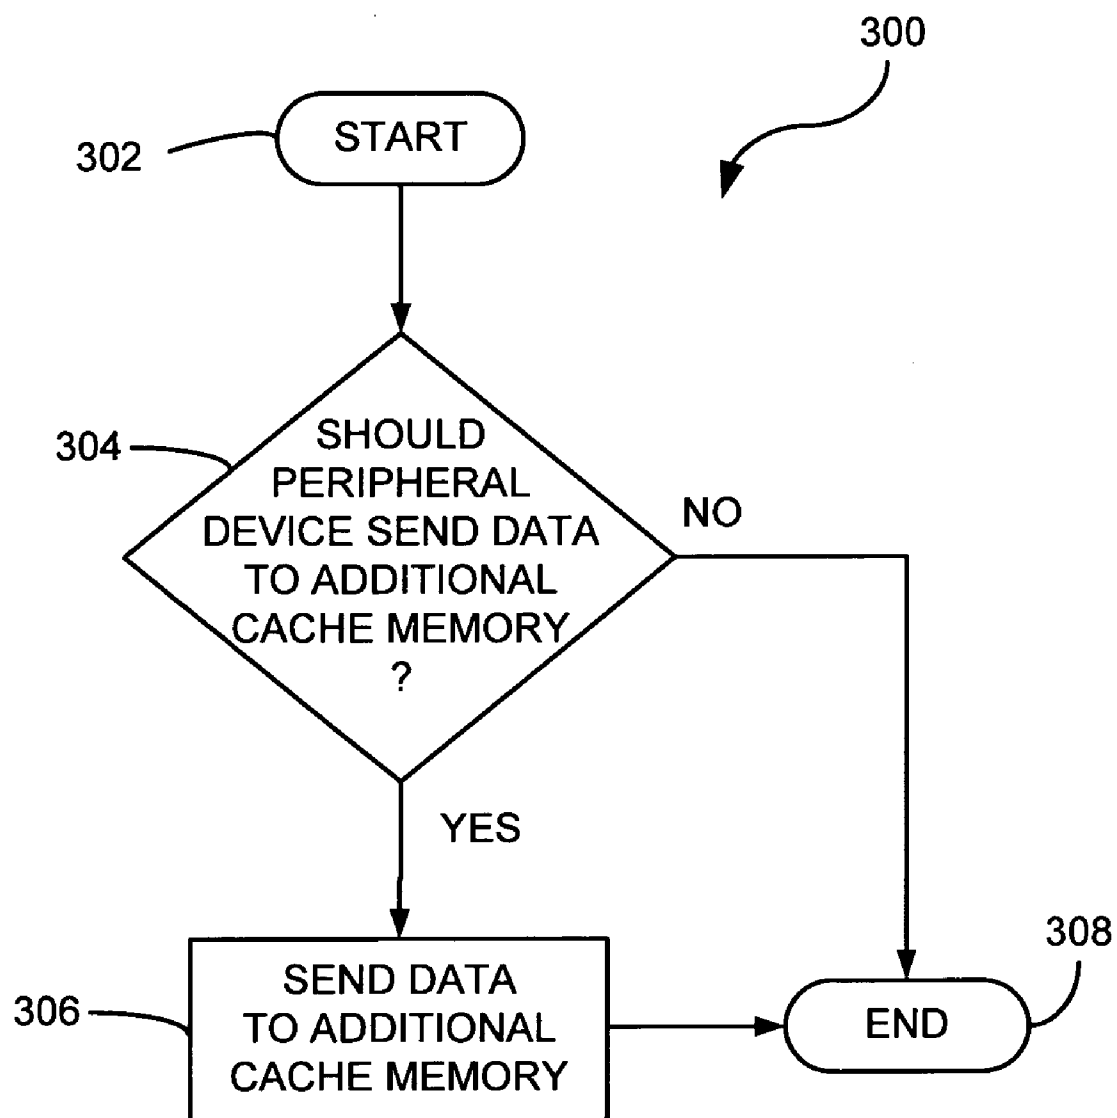 300
302
START
304
SHOULD
PERIPHERAL
DEVICE SEND DATA
TO ADDITIONAL
CACHE MEMORY
?
NO
YES
306
SEND DATA
TO ADDITIONAL
CACHE MEMORY
308
END